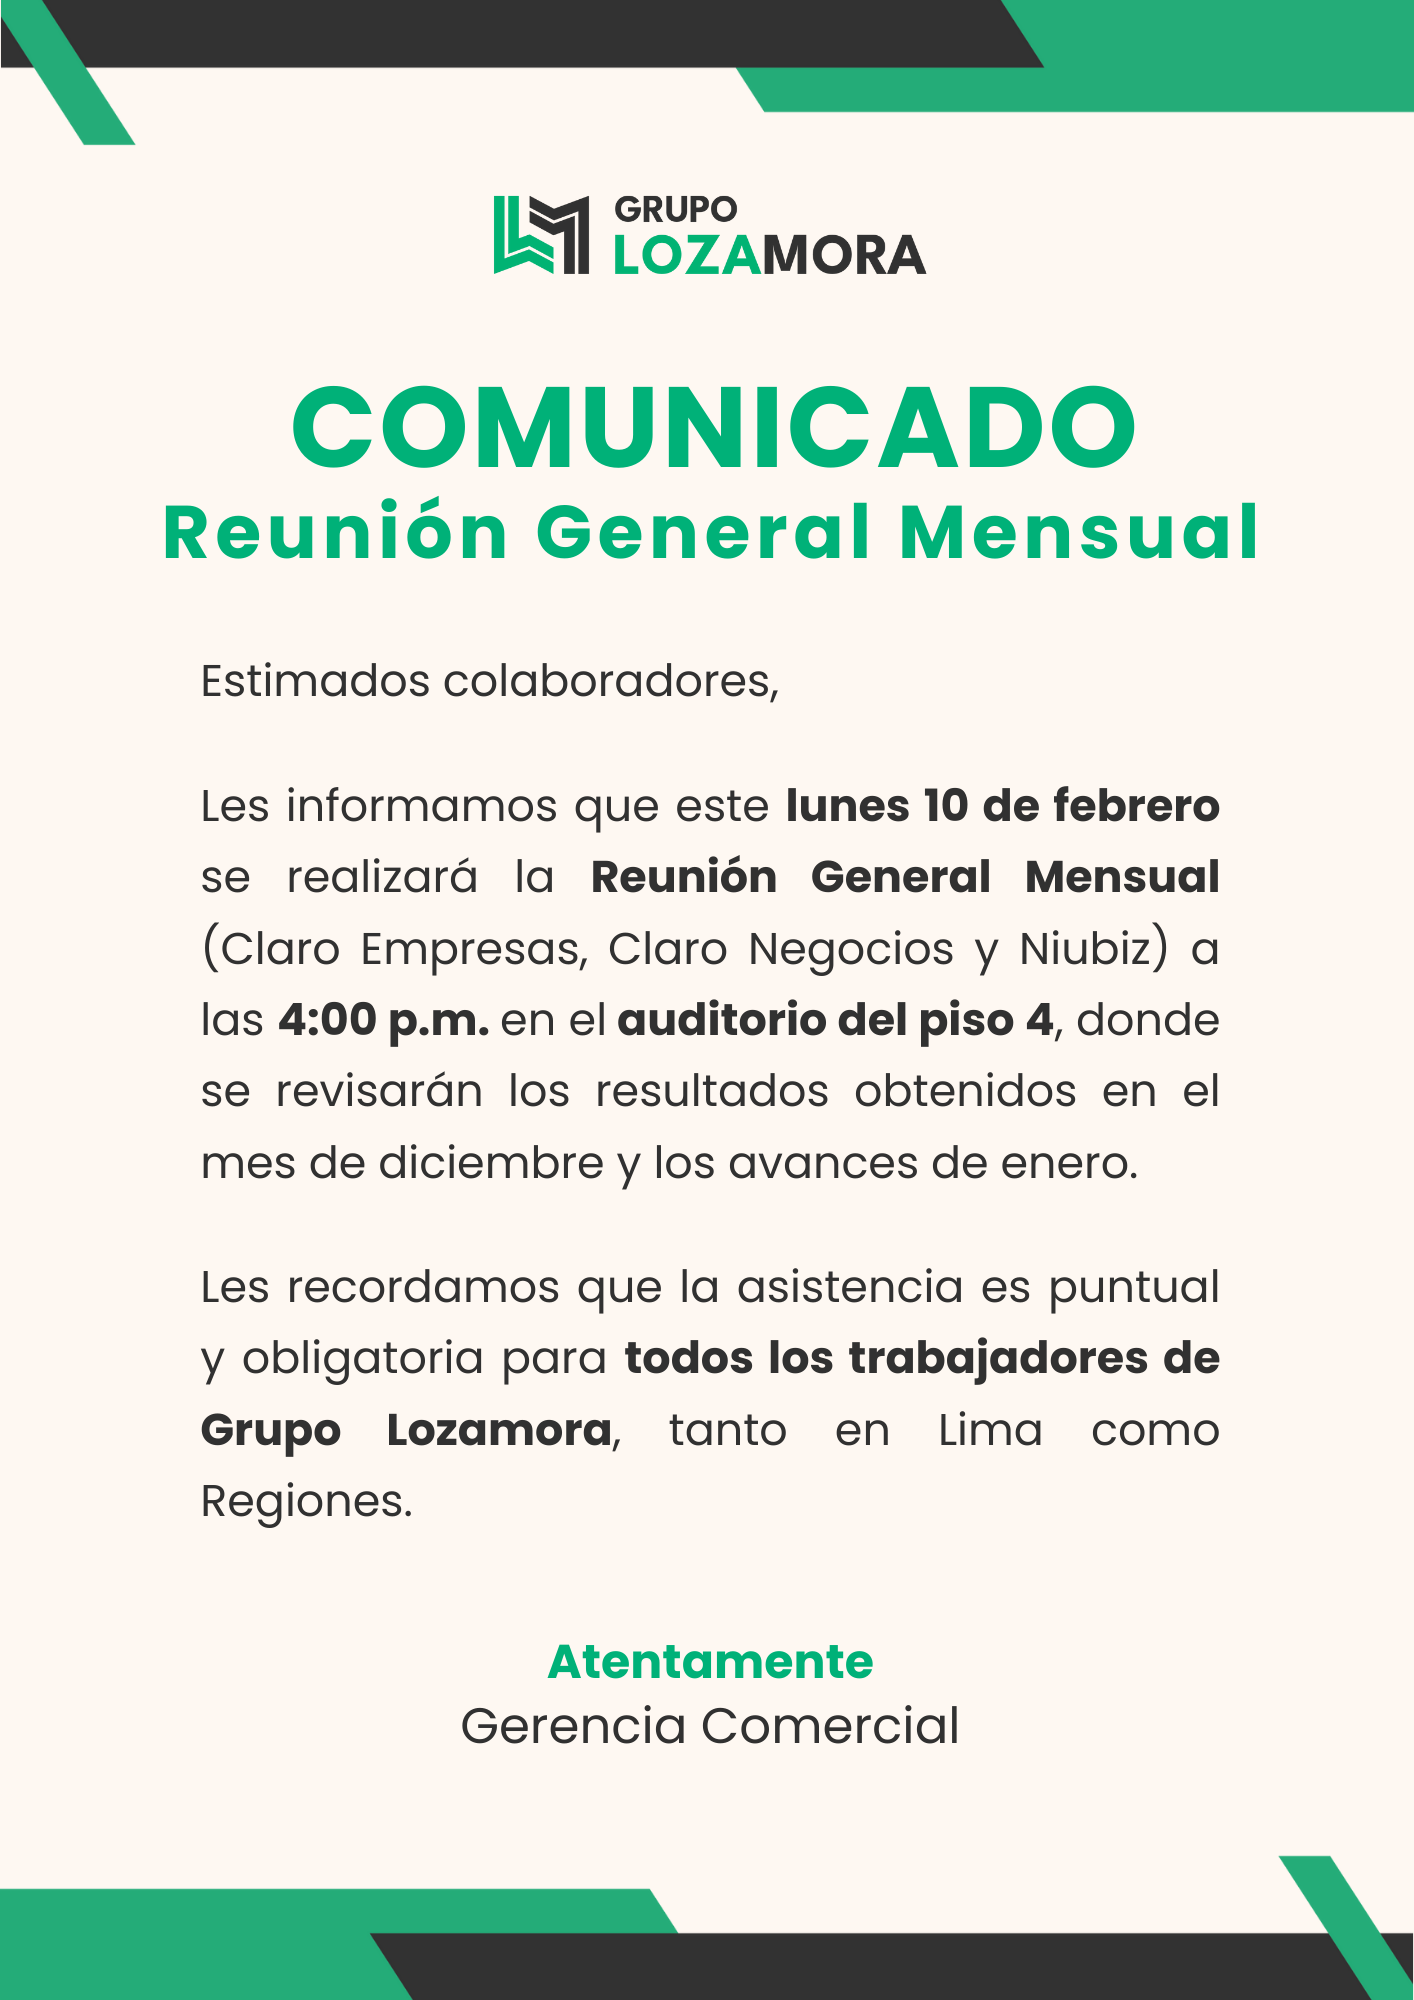 GRUPO
LOZAMORA
COMUNICADO
Reunión General Mensual
Estimados colaboradores,
Les informamos que este lunes 10 de febrero
se realizará la Reunión General Mensual
(Claro Empresas, Claro Negocios y Niubiz) a
las 4:00 p.m. en el auditorio del piso 4, donde
se revisarán los resultados obtenidos en el
mes de diciembre y los avances de enero.
Les recordamos que la asistencia es puntual
y obligatoria para todos los trabajadores de
Grupo Lozamora, tanto en Lima como
Regiones.
Atentamente
Gerencia Comercial